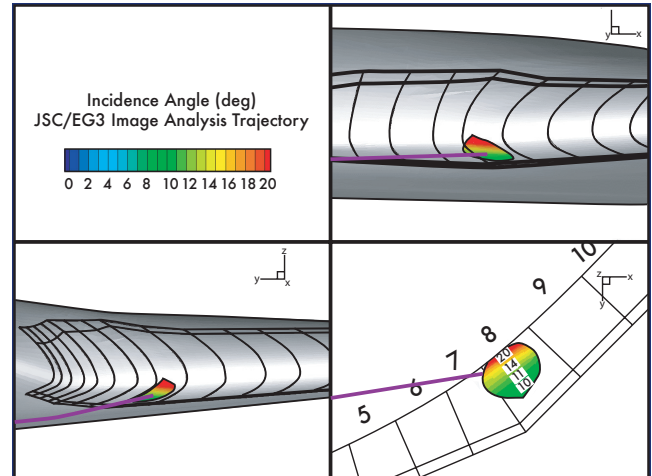 Incidence Angle (deg)
JSC/EG3 Image Analysis Trajectory
0 2 4 6 8 10 12 14 16 18 20
y x
z
y x
10
z x
y
9
8
7
6
5
20
14
11
10